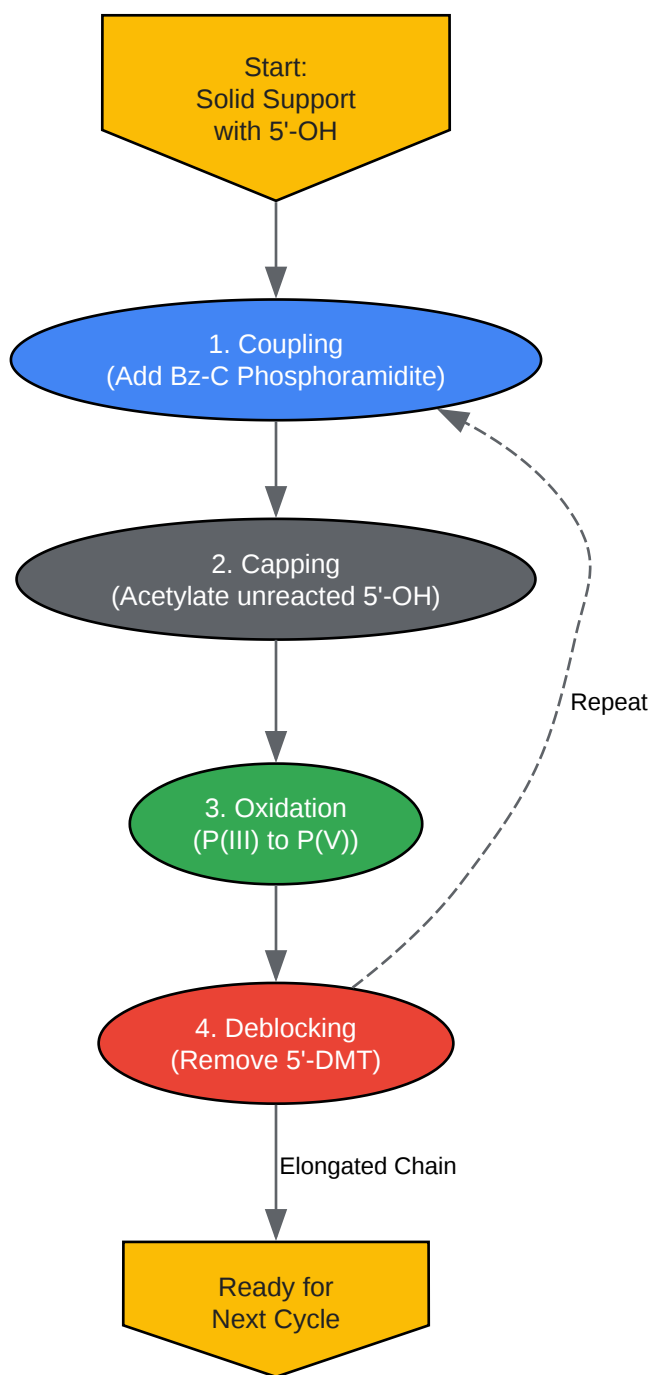 Start:
Solid Support
with 5'-OH
1. Coupling
(Add Bz-C Phosphoramidite)
2. Capping
(Acetylate unreacted 5'-OH)
Repeat
3. Oxidation
(P(III) to P(V))
4. Deblocking
(Remove 5'-DMT)
Elongated Chain
Ready for
Next Cycle